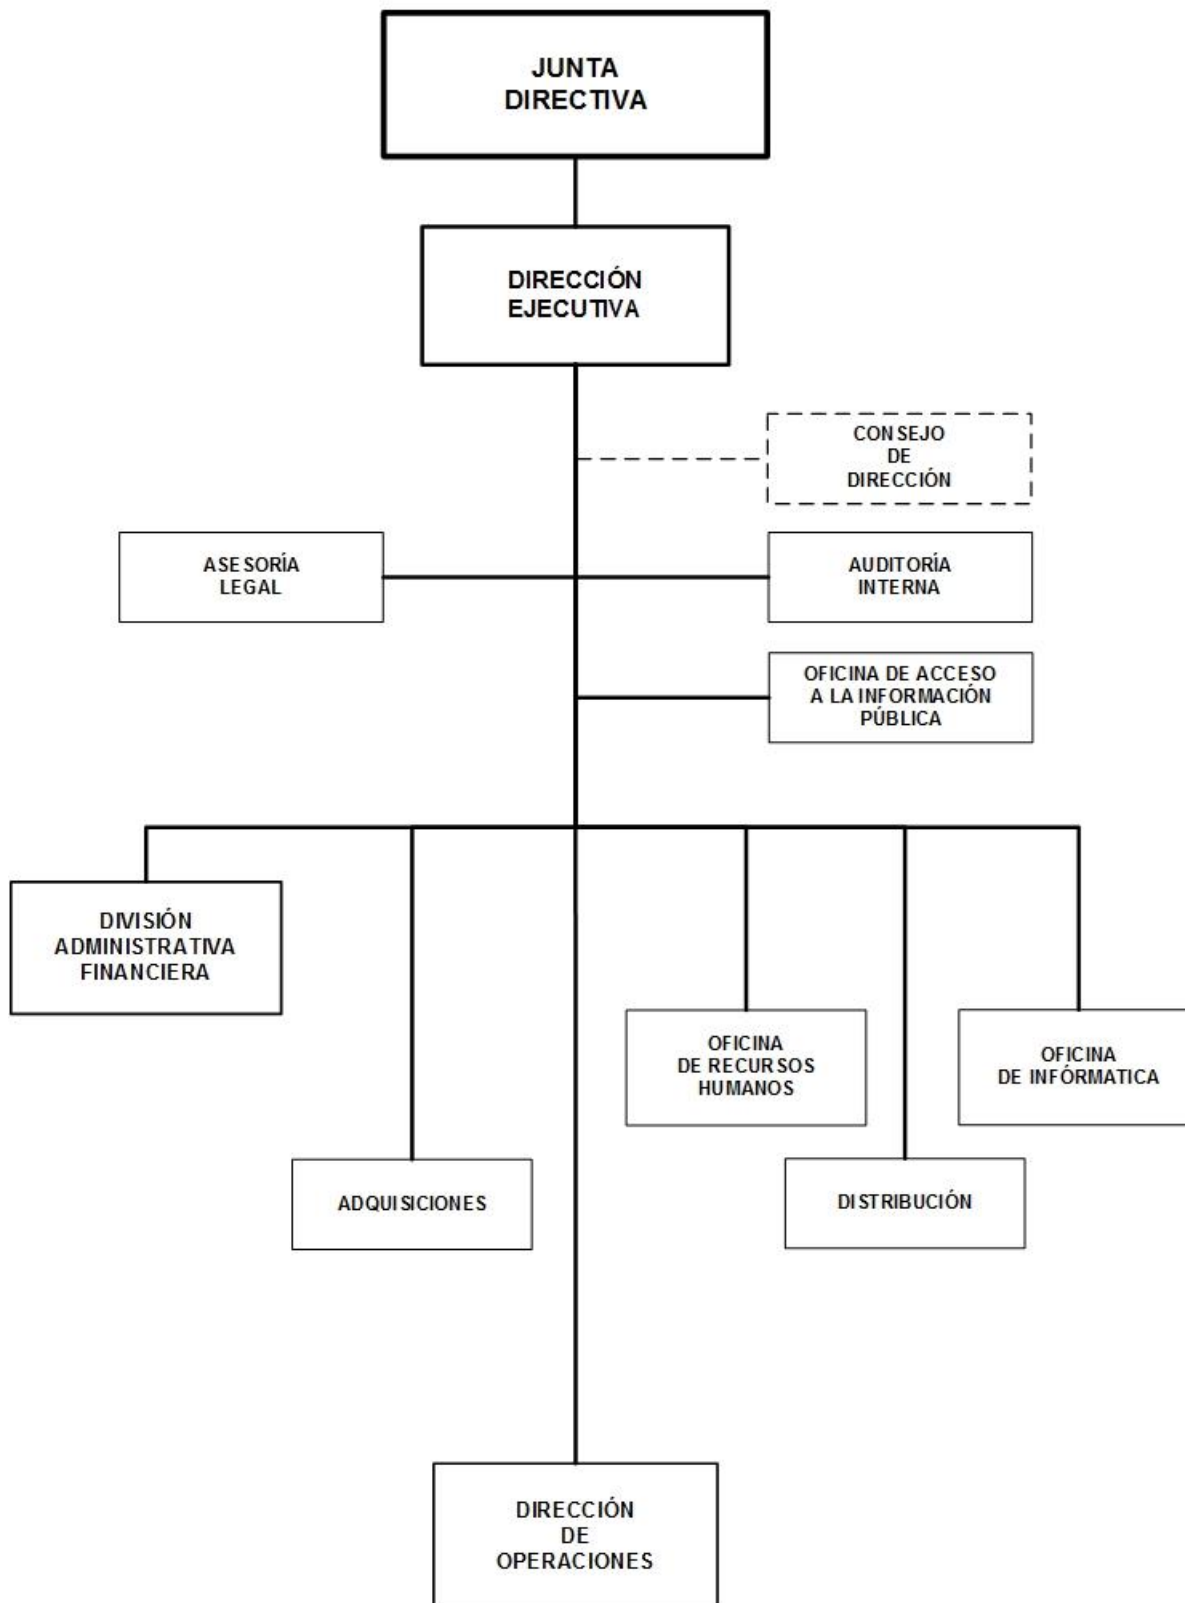 JUNTA
DIRECTIVA
DIRECCIÓN
EJECUTIVA
CONSEJO
DE
DIRECCIÓN
ASESORÍA
LEGAL
AUDITORÍA
INTERNA
OFICINA DE ACCESO
A LA INFORMACIÓN
PÚBLICA
DIVISIÓN
ADMINISTRATIVA
FINANCIERA
OFICINA
DE RECURSOS
HUMANOS
OFICINA
DE INFÓRMATICA
ADQUISICIONES
DISTRIBUCIÓN
DIRECCIÓN
DE
OPERACIONES